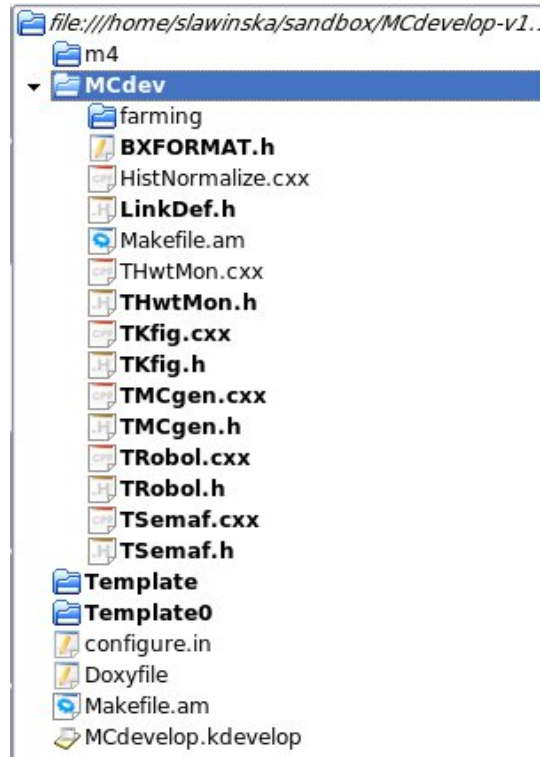 file:///home/slawinska/sandbox/MCdevelop-v1...
m4
MCdev
farming
BXFORMAT.h
HistNormalize.cxx
LinkDef.h
Makefile.am
THwtMon.cxx
THwtMon.h
TKfig.cxx
TKfig.h
TMCgen.cxx
TMCgen.h
TRobol.cxx
TRobol.h
TSemaf.cxx
TSemaf.h
Template
Template0
configure.in
Doxyfile
Makefile.am
MCdevelop.kdevelop